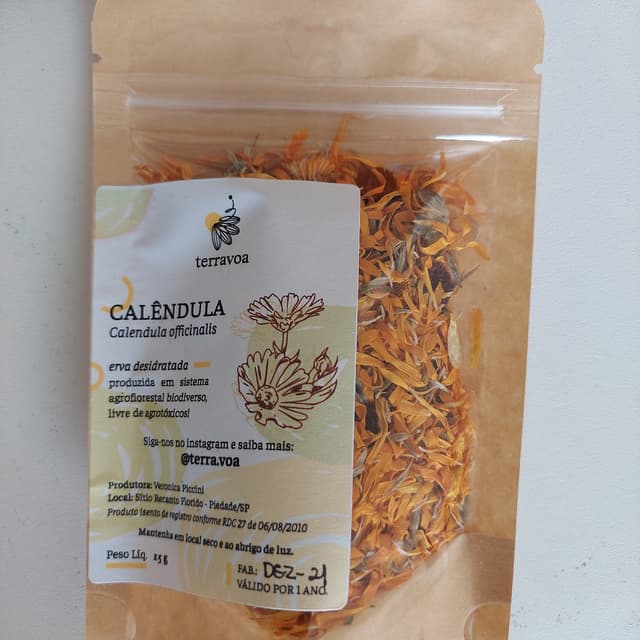 terravoa
CALÊNDULA
Calendula officinalis
erva desidratada
produzida em sistema
agroflorestal biodiverso,
livre de agrotóxicos!
Siga-nos no instagram e saiba mais:
@terra.voa
Produtora: Veronica Piccini
Local: Sítio Recanto Florido - Piedade/SP
Produto isento de registro conforme RDC 27 de 06/08/2010
Mantenha em local seco e ao abrigo de luz.
Peso Líq. 15g
FAB.: DEZ-21
VÁLIDO POR 1 ANO.